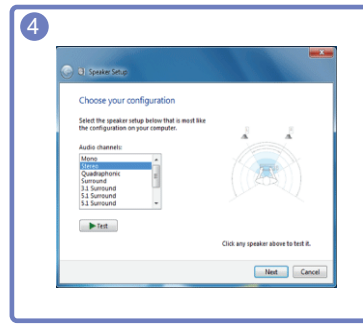 4
Speaker Setup
Choose your configuration
Select the speaker setup below that is most like
the configuration on your computer.
Audio channels:
Mono
Stereo
Quadraphonic
Surround
3.1 Surround
5.1 Surround
5.1 Surround
Test
Click any speaker above to test it.
Next
Cancel